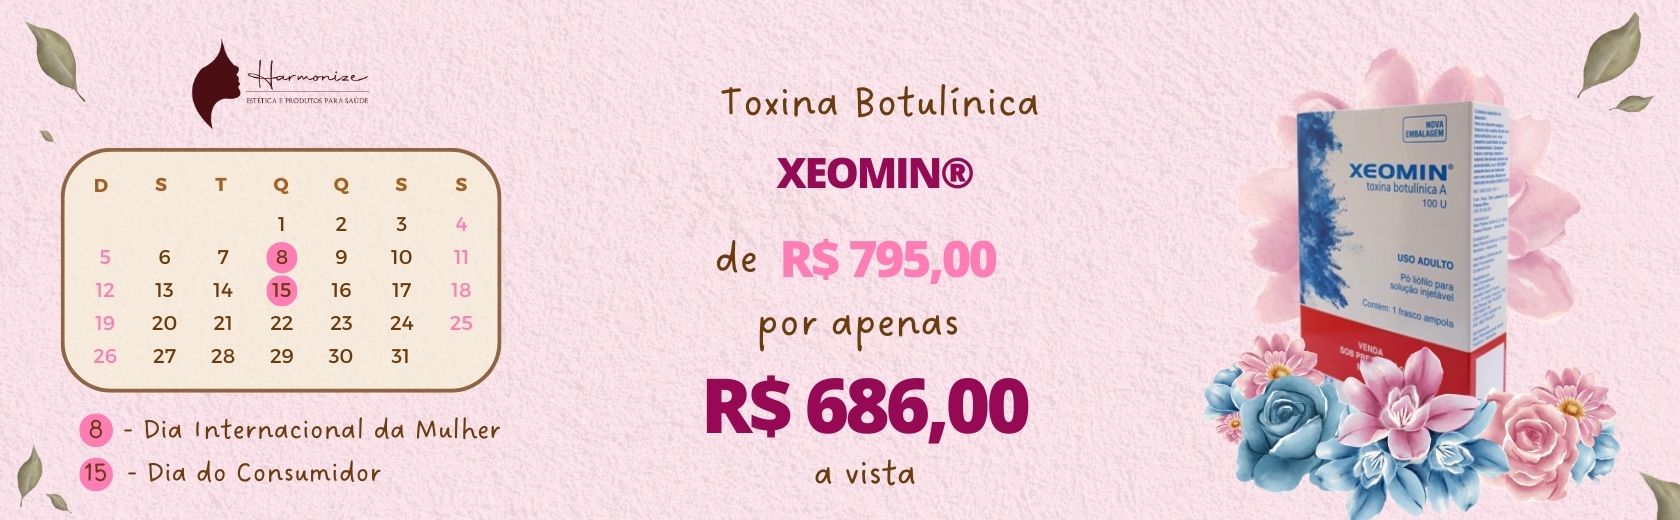 Harmonize
ESTÉTICA E PRODUTOS PARA SAÚDE
D S T Q Q S S
1 2 3 4
5 6 7 8 9 10 11
12 13 14 15 16 17 18
19 20 21 22 23 24 25
26 27 28 29 30 31
8 - Dia Internacional da Mulher
15 - Dia do Consumidor
Toxina Botulínica
XEOMIN®
de R$ 795,00
por apenas
R$ 686,00
a vista
NOVA
EMBALAGEM
XEOMIN®
toxina botulínica A
100 U
USO ADULTO
Pó liófilo para
solução injetável
Contém: 1 frasco ampola
VENDA
SOB